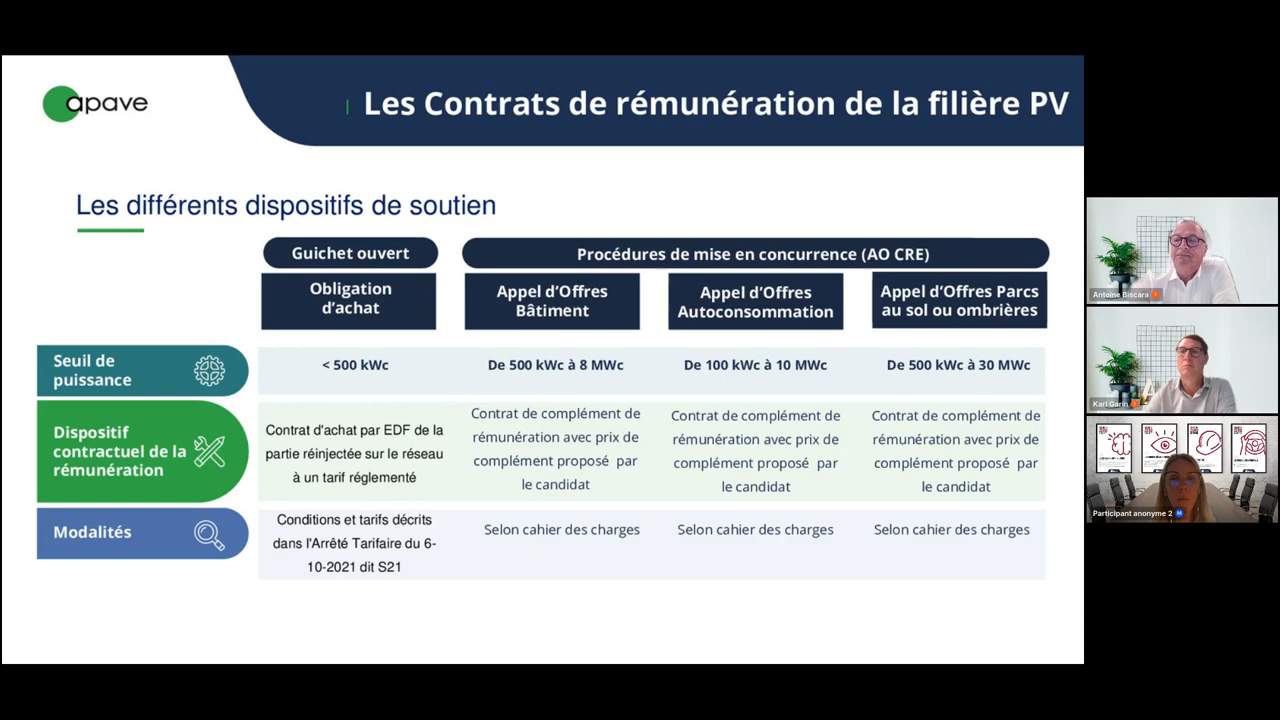 apave
Les Contrats de rémunération de la filière PV
Les différents dispositifs de soutien
Guichet ouvert
Procédures de mise en concurrence (AO CRE)
Obligation
d'achat
Appel d'Offres
Bâtiment
Appel d'Offres
Autoconsommation
Appel d'Offres Parcs
au sol ou ombrières
Seuil de
puissance
< 500 kWc
De 500 kWc à 8 MWc
De 100 kWc à 10 MWc
De 500 kWc à 30 MWc
Dispositif
contractuel de la
rémunération
Contrat d'achat par EDF de la
partie réinjectée sur le réseau
à un tarif réglementé
Contrat de complément de
rémunération avec prix de
complément proposé par
le candidat
Contrat de complément de
rémunération avec prix de
complément proposé par
le candidat
Contrat de complément de
rémunération avec prix de
complément proposé par
le candidat
Modalités
Conditions et tarifs décrits
dans l'Arrêté Tarifaire du 6-
10-2021 dit S21
Selon cahier des charges
Selon cahier des charges
Selon cahier des charges
Antoine Biscara
Karl Garin
Participant anonyme 2
M